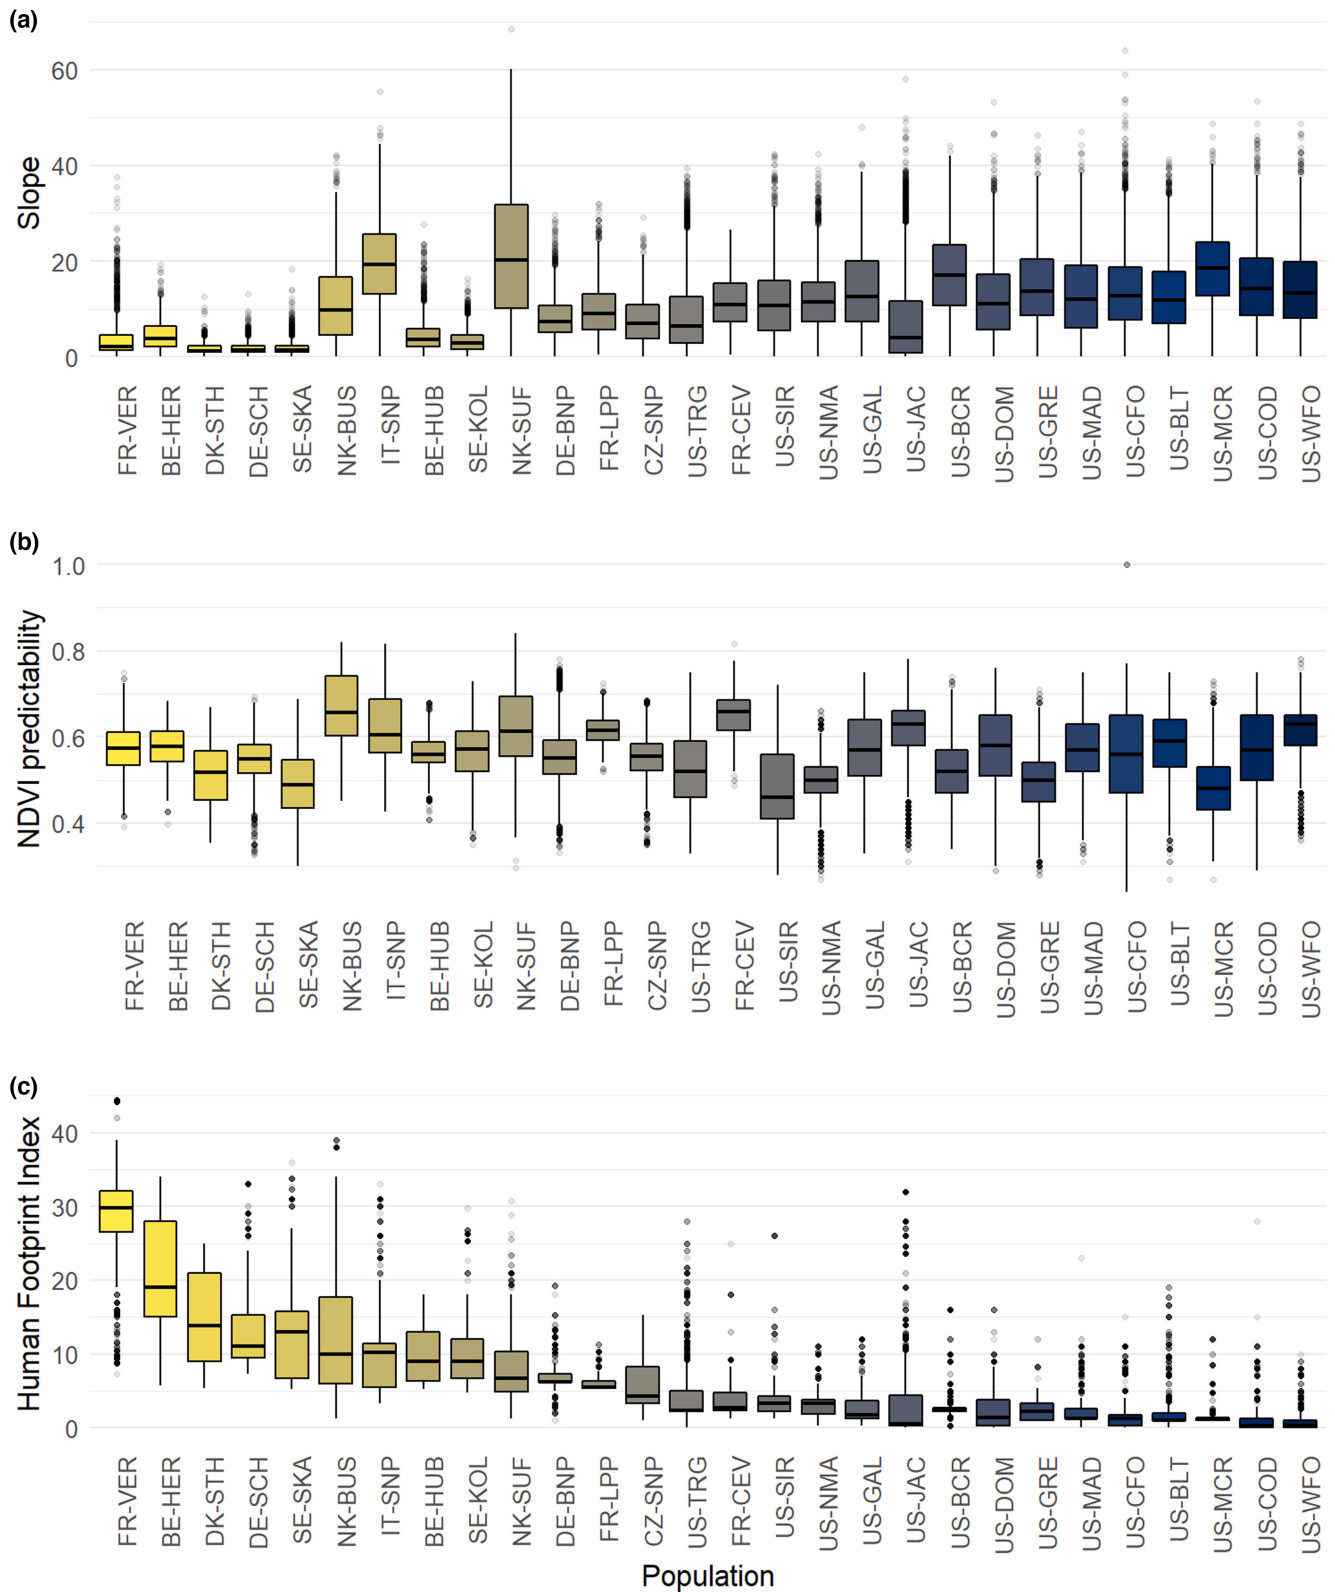 (a)
Slope
60
40
20
0
FR-VER BE-HER DK-STH DE-SCH SE-SKA NK-BUS IT-SNP BE-HUB SE-KOL NK-SUF DE-BNP FR-LPP CZ-SNP US-TRG FR-CEV US-SIR US-NMA US-GAL US-JAC US-BCR US-DOM US-GRE US-MAD US-CFO US-BLT US-MCR US-COD US-WFO
(b)
NDVI predictability
1.0
0.8
0.6
0.4
FR-VER BE-HER DK-STH DE-SCH SE-SKA NK-BUS IT-SNP BE-HUB SE-KOL NK-SUF DE-BNP FR-LPP CZ-SNP US-TRG FR-CEV US-SIR US-NMA US-GAL US-JAC US-BCR US-DOM US-GRE US-MAD US-CFO US-BLT US-MCR US-COD US-WFO
(c)
Human Footprint Index
40
30
20
10
0
FR-VER BE-HER DK-STH DE-SCH SE-SKA NK-BUS IT-SNP BE-HUB SE-KOL NK-SUF DE-BNP FR-LPP CZ-SNP US-TRG FR-CEV US-SIR US-NMA US-GAL US-JAC US-BCR US-DOM US-GRE US-MAD US-CFO US-BLT US-MCR US-COD US-WFO
Population